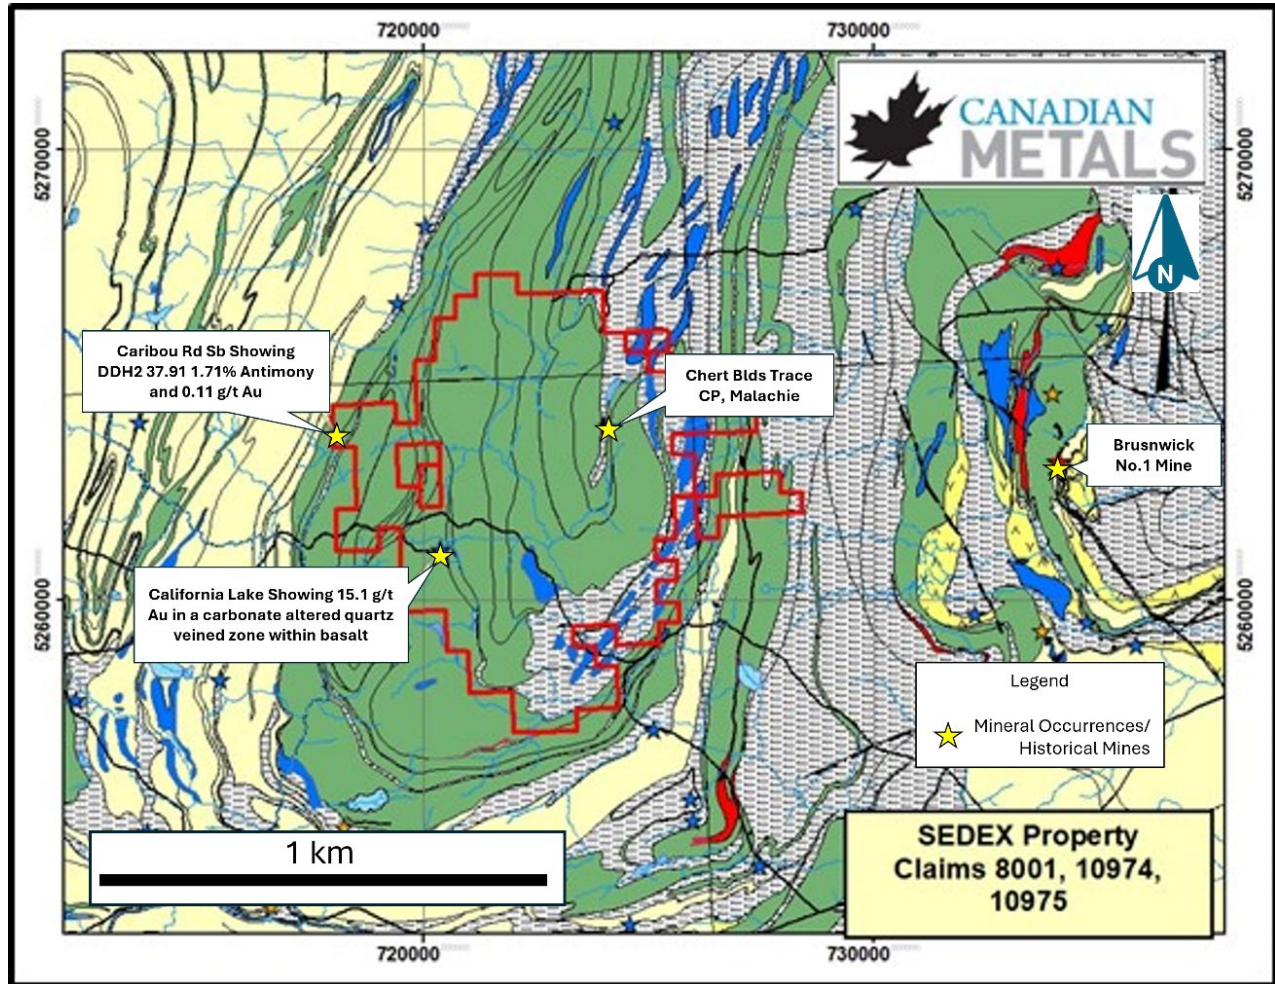 720000
730000
CANADIAN
METALS
5270000
5270000
N
Caribou Rd Sb Showing
DDH2 37.91 1.71% Antimony
and 0.11 g/t Au
Chert Blds Trace
CP, Malachie
Brusnwick
No.1 Mine
California Lake Showing 15.1 g/t
Au in a carbonate altered quartz
veined zone within basalt
5260000
5260000
Legend
Mineral Occurrences/
Historical Mines
1 km
SEDEX Property
Claims 8001, 10974,
10975
720000
730000